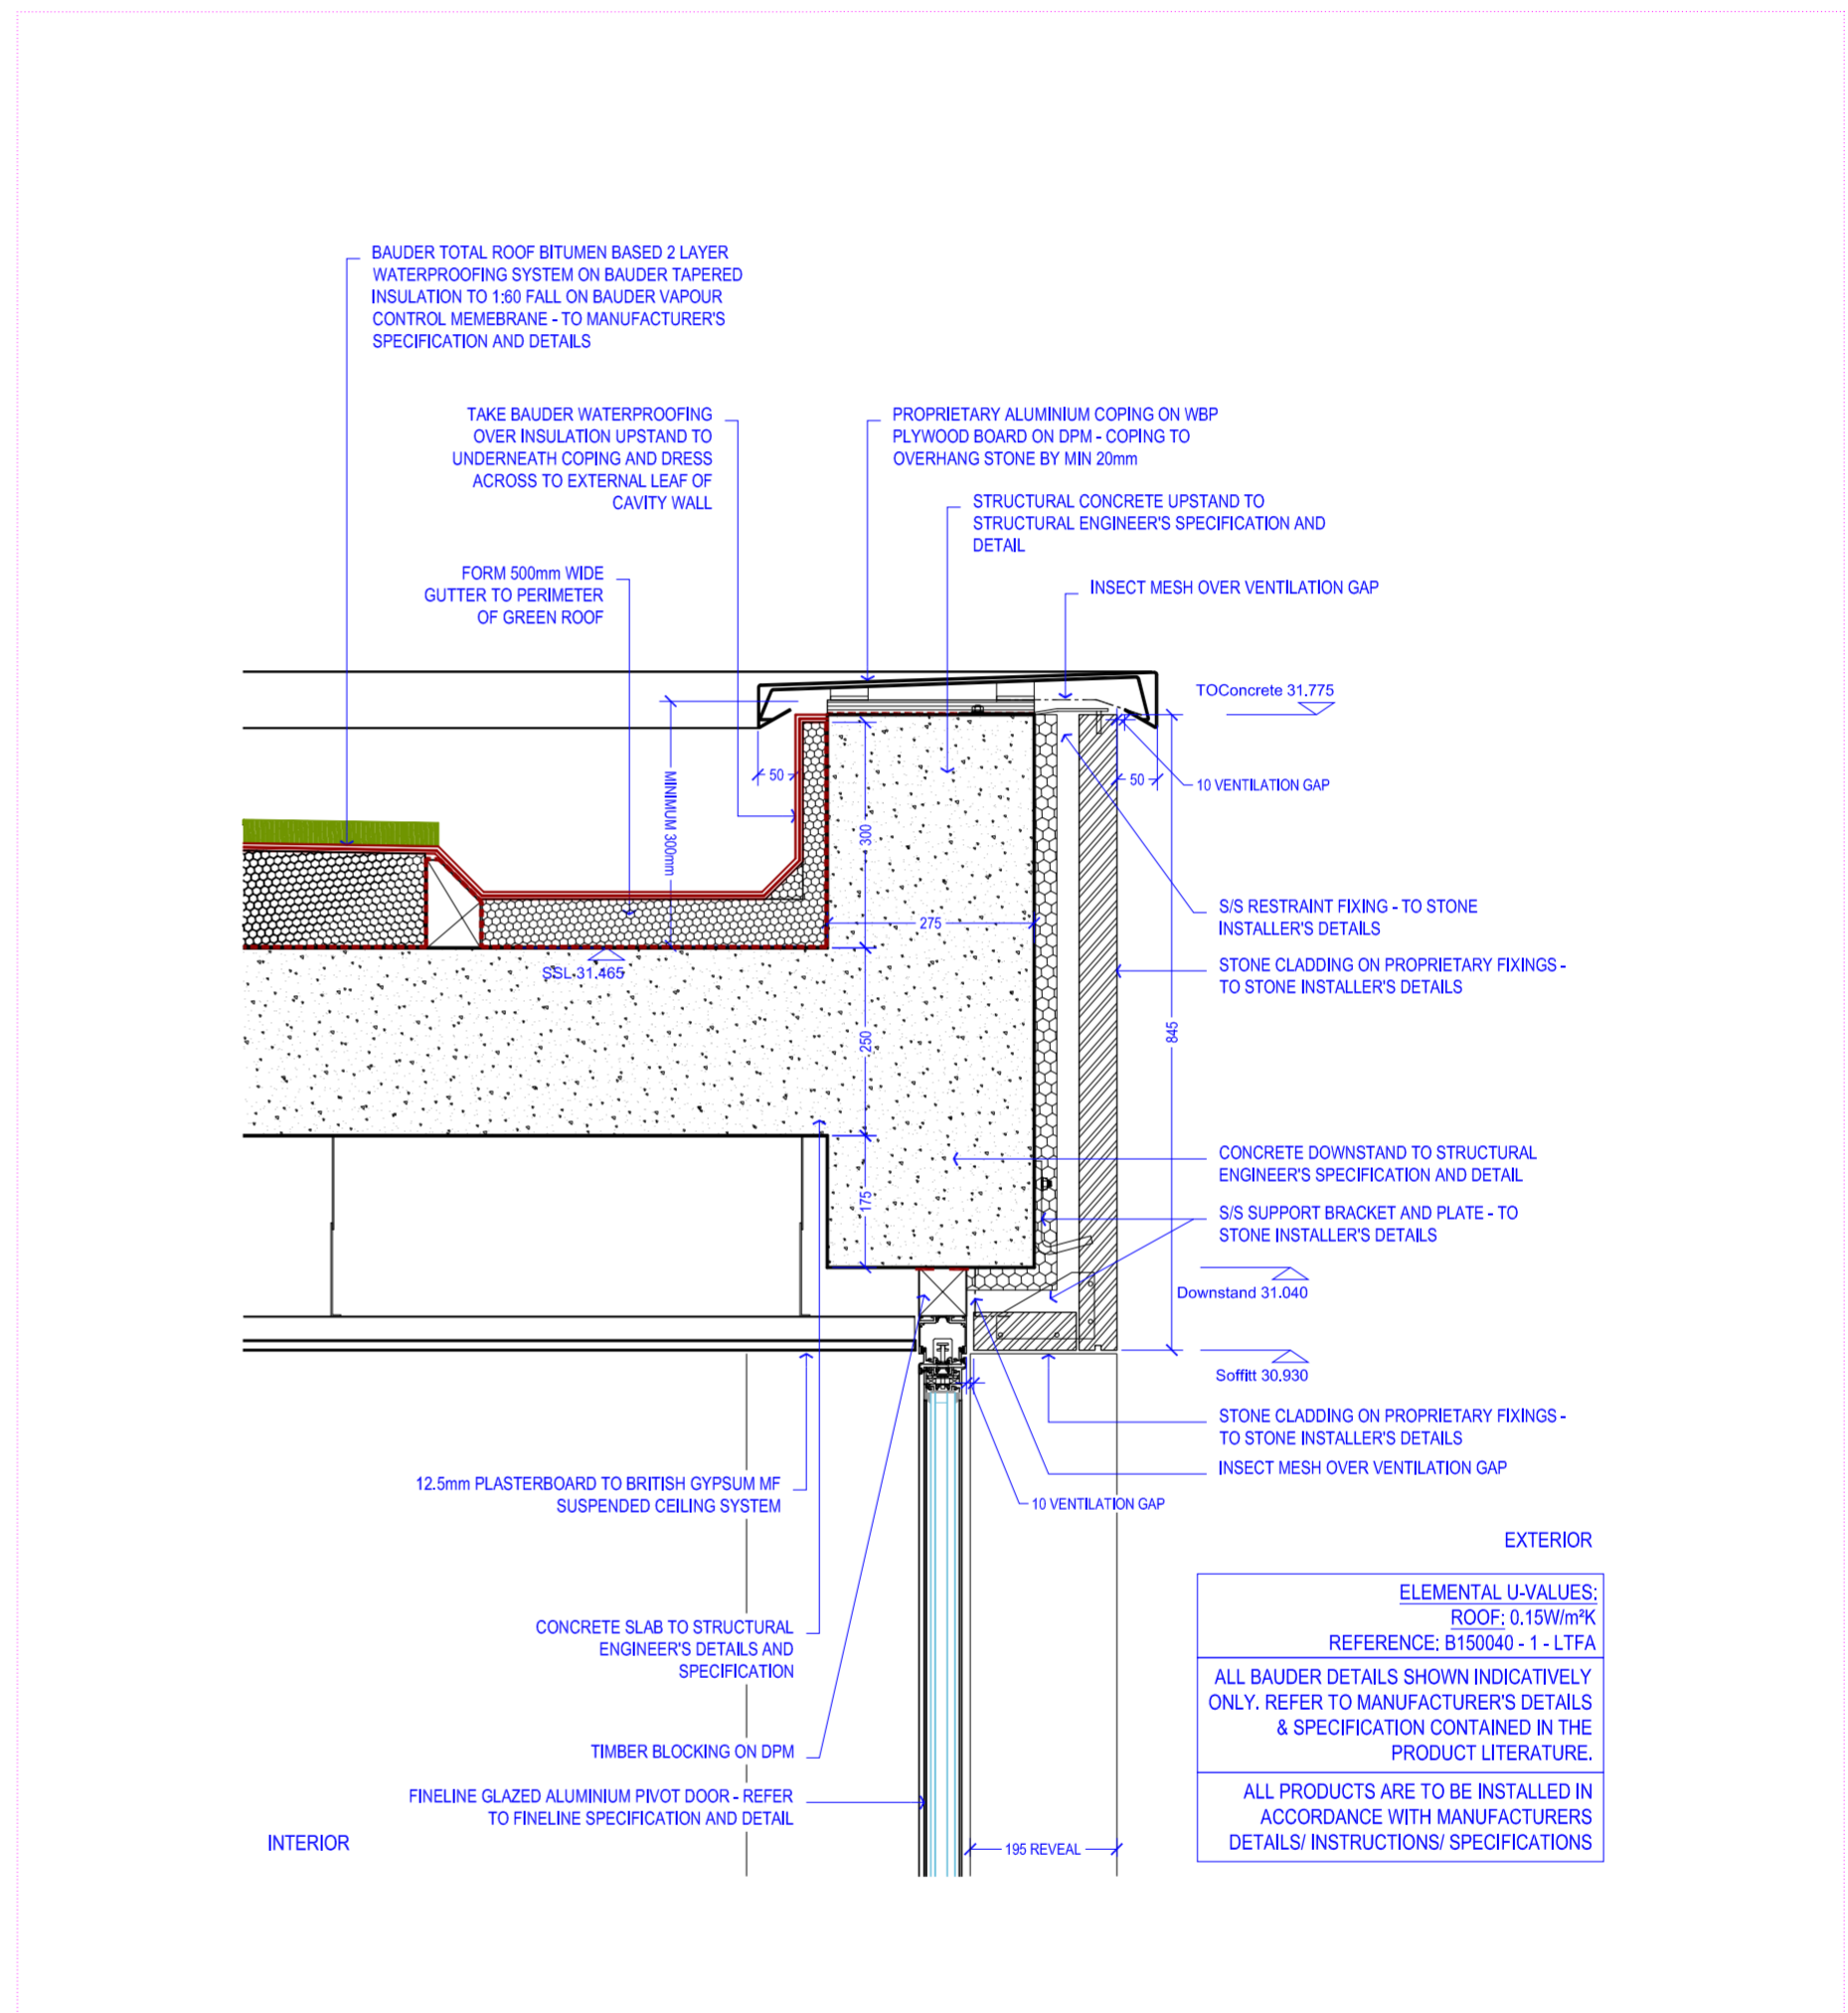 BAUDER TOTAL ROOF BITUMEN BASED 2 LAYER
WATERPROOFING SYSTEM ON BAUDER TAPERED
INSULATION TO 1:60 FALL ON BAUDER VAPOUR
CONTROL MEMEBRANE - TO MANUFACTURER'S
SPECIFICATION AND DETAILS
TAKE BAUDER WATERPROOFING
OVER INSULATION UPSTAND TO
UNDERNEATH COPING AND DRESS
ACROSS TO EXTERNAL LEAF OF
CAVITY WALL
PROPRIETARY ALUMINIUM COPING ON WBP
PLYWOOD BOARD ON DPM - COPING TO
OVERHANG STONE BY MIN 20mm
STRUCTURAL CONCRETE UPSTAND TO
STRUCTURAL ENGINEER'S SPECIFICATION AND
DETAIL
FORM 500mm WIDE
GUTTER TO PERIMETER
OF GREEN ROOF
INSECT MESH OVER VENTILATION GAP
TOConcrete 31.775
50
50
10 VENTILATION GAP
MINIMUM 300mm
300
S/S RESTRAINT FIXING - TO STONE
INSTALLER'S DETAILS
275
SSL 31.465
STONE CLADDING ON PROPRIETARY FIXINGS -
TO STONE INSTALLER'S DETAILS
845
250
CONCRETE DOWNSTAND TO STRUCTURAL
ENGINEER'S SPECIFICATION AND DETAIL
175
S/S SUPPORT BRACKET AND PLATE - TO
STONE INSTALLER'S DETAILS
Downstand 31.040
Soffitt 30.930
STONE CLADDING ON PROPRIETARY FIXINGS -
TO STONE INSTALLER'S DETAILS
INSECT MESH OVER VENTILATION GAP
12.5mm PLASTERBOARD TO BRITISH GYPSUM MF
SUSPENDED CEILING SYSTEM
10 VENTILATION GAP
EXTERIOR
ELEMENTAL U-VALUES:
ROOF: 0.15W/m²K
REFERENCE: B150040 - 1 - LTFA
ALL BAUDER DETAILS SHOWN INDICATIVELY
ONLY. REFER TO MANUFACTURER'S DETAILS
& SPECIFICATION CONTAINED IN THE
PRODUCT LITERATURE.
ALL PRODUCTS ARE TO BE INSTALLED IN
ACCORDANCE WITH MANUFACTURERS
DETAILS/ INSTRUCTIONS/ SPECIFICATIONS
CONCRETE SLAB TO STRUCTURAL
ENGINEER'S DETAILS AND
SPECIFICATION
TIMBER BLOCKING ON DPM
FINELINE GLAZED ALUMINIUM PIVOT DOOR - REFER
TO FINELINE SPECIFICATION AND DETAIL
INTERIOR
195 REVEAL